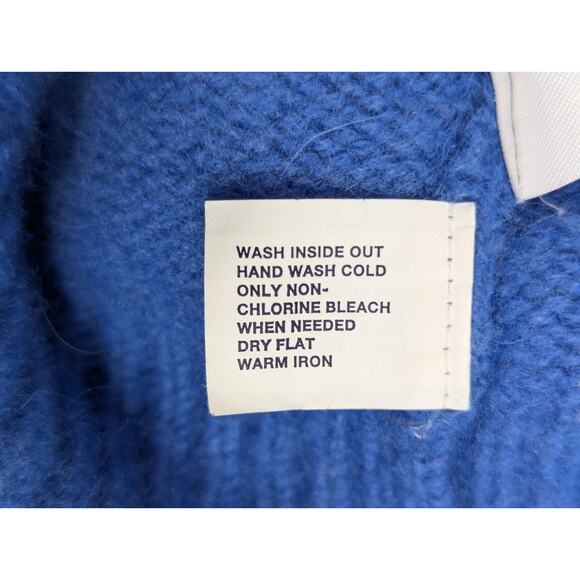 WASH INSIDE OUT
HAND WASH COLD
ONLY NON-
CHLORINE BLEACH
WHEN NEEDED
DRY FLAT
WARM IRON